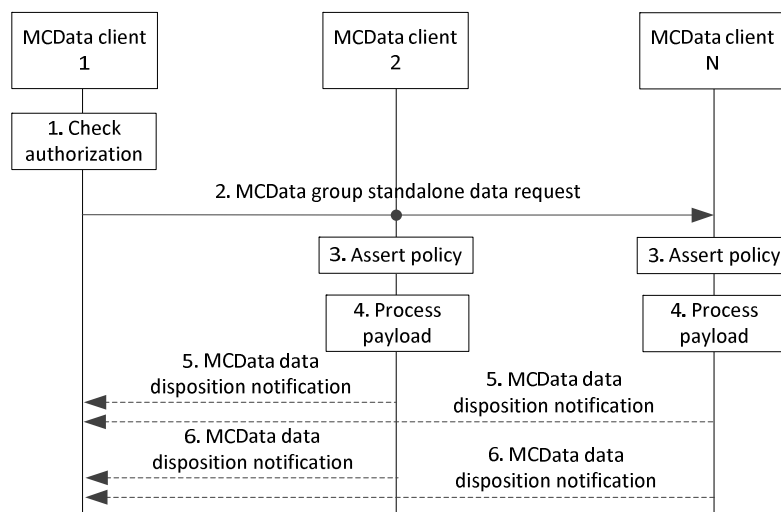 MCData client
1
MCData client
2
MCData client
N
1. Check
authorization
2. MCData group standalone data request
3. Assert policy
3. Assert policy
4. Process
payload
4. Process
payload
5. MCData data
disposition notification
5. MCData data
disposition notification
6. MCData data
disposition notification
6. MCData data
disposition notification